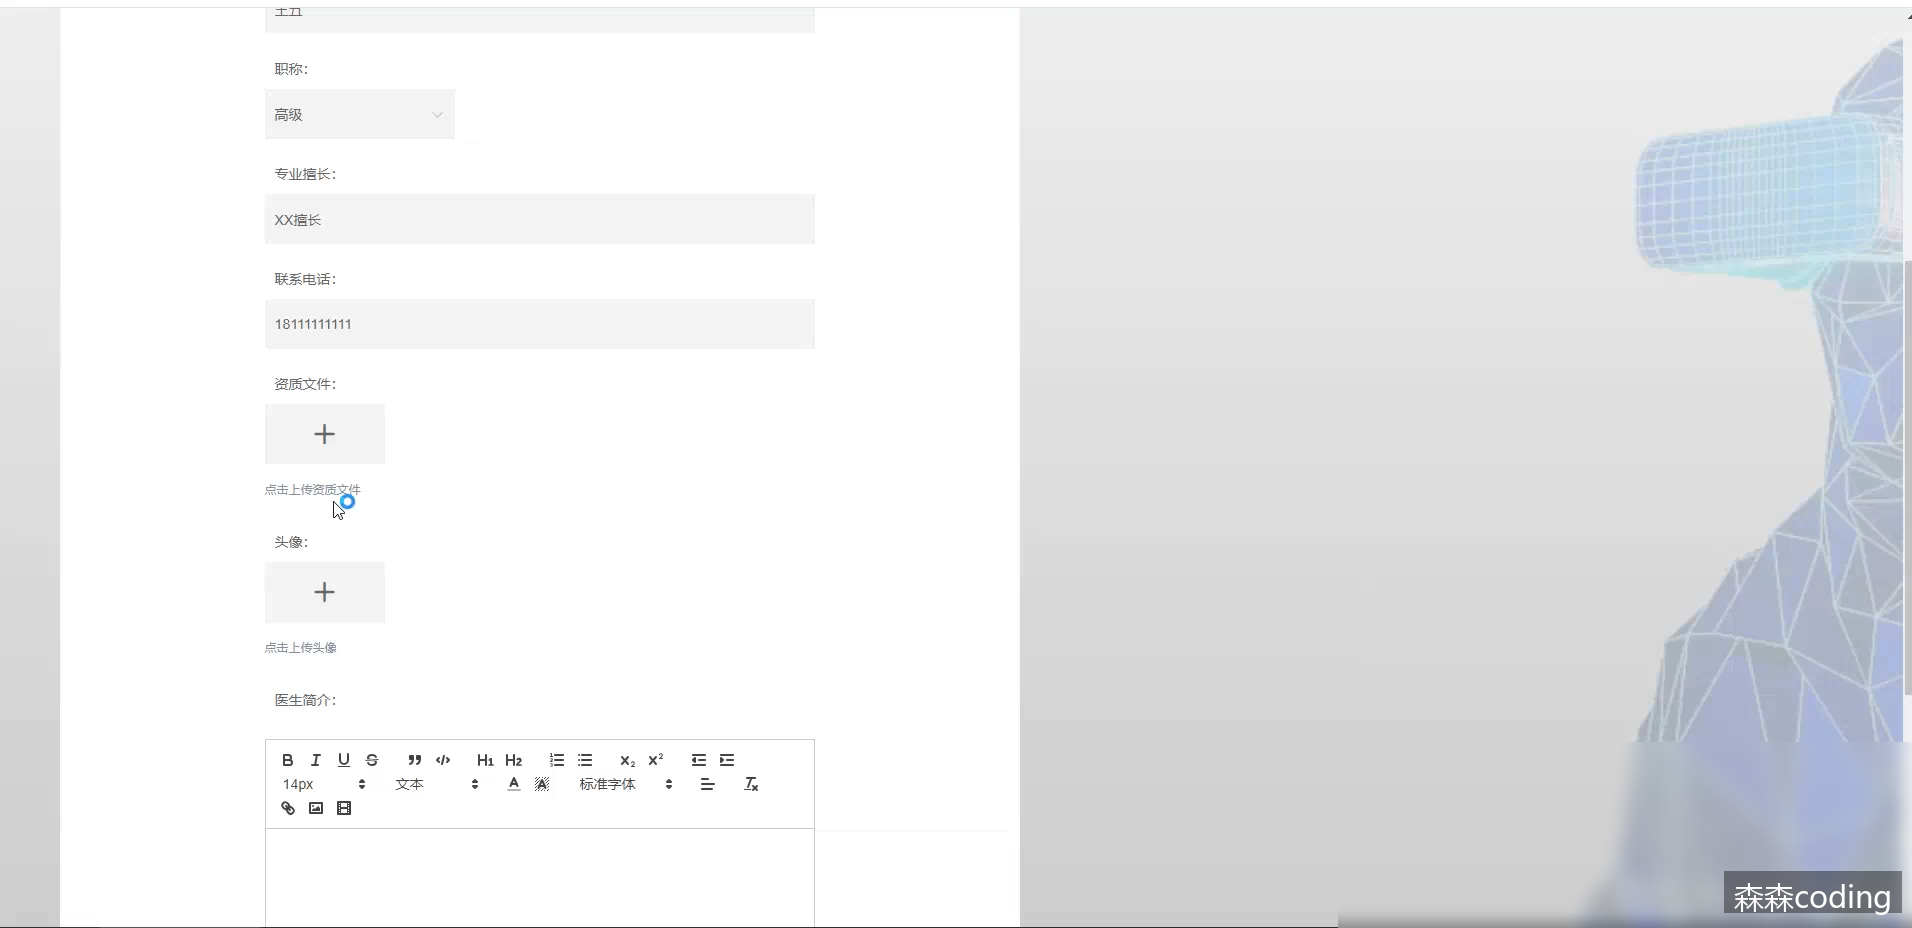 王五
职称：
高级
专业擅长：
XX擅长
联系电话：
18111111111
资质文件：
点击上传资质文件
头像：
点击上传头像
医生简介：
B I U S ” </> H1 H2 x₂ x²
14px 文本 A A 标准字体 Tx
森森coding